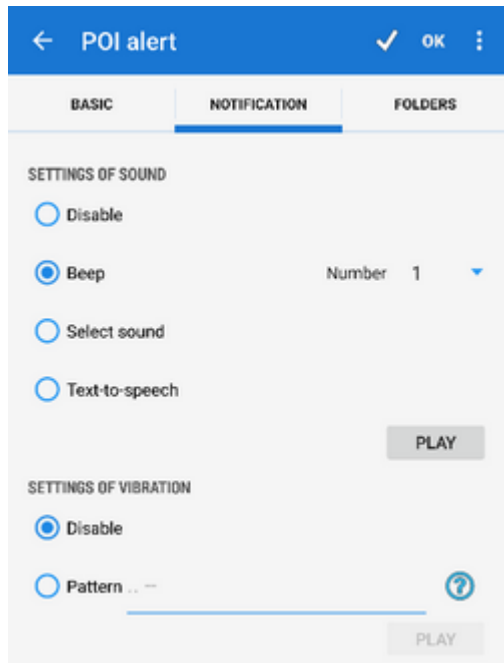 POI alert OK
BASIC NOTIFICATION FOLDERS
SETTINGS OF SOUND
Disable
Beep Number 1
Select sound
Text-to-speech
PLAY
SETTINGS OF VIBRATION
Disable
Pattern .. --
PLAY